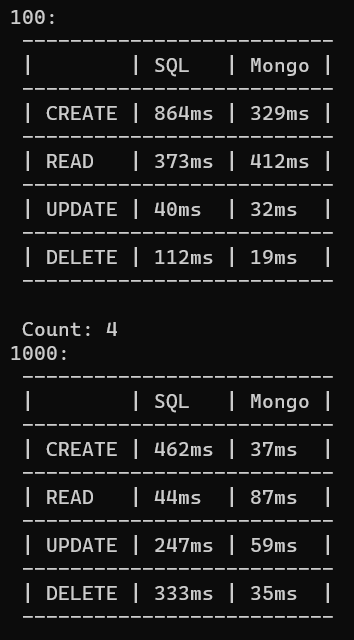 100:
--------------------------
|        | SQL   | Mongo |
--------------------------
| CREATE | 864ms | 329ms |
--------------------------
| READ   | 373ms | 412ms |
--------------------------
| UPDATE | 40ms  | 32ms  |
--------------------------
| DELETE | 112ms | 19ms  |
--------------------------
Count: 4
1000:
--------------------------
|        | SQL   | Mongo |
--------------------------
| CREATE | 462ms | 37ms  |
--------------------------
| READ   | 44ms  | 87ms  |
--------------------------
| UPDATE | 247ms | 59ms  |
--------------------------
| DELETE | 333ms | 35ms  |
--------------------------